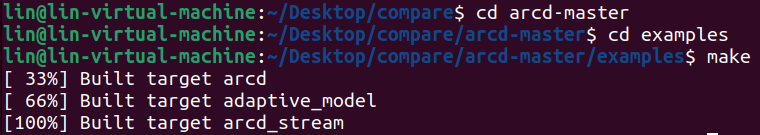 lin@lin-virtual-machine:~/Desktop/compare$ cd arcd-master
lin@lin-virtual-machine:~/Desktop/compare/arcd-master$ cd examples
lin@lin-virtual-machine:~/Desktop/compare/arcd-master/examples$ make
[ 33%] Built target arcd
[ 66%] Built target adaptive_model
[100%] Built target arcd_stream